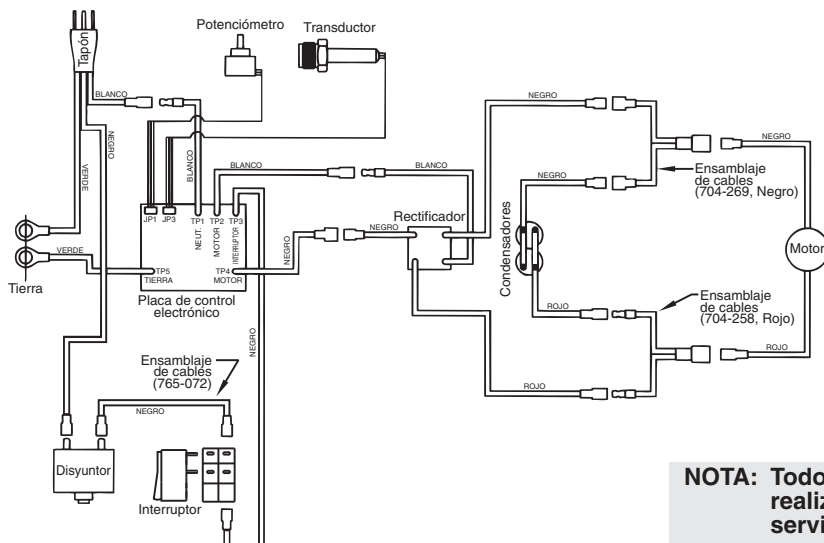 Potenciómetro
Transductor
Tapón
BLANCO
NEGRO
VERDE
VERDE
Tierra
BLANCO
JP1
JP3
TP1
TP2
TP3
NEUT.
MOTOR
INTERRUPTOR
TP5
TIERRA
TP4
MOTOR
Placa de control
electrónico
BLANCO
BLANCO
NEGRO
NEGRO
Rectificador
NEGRO
NEGRO
Condensadores
ROJO
ROJO
Ensamblaje
de cables
(704-269, Negro)
NEGRO
Motor
Ensamblaje
de cables
(704-258, Rojo)
ROJO
Ensamblaje
de cables
(765-072)
NEGRO
NEGRO
Disyuntor
Interruptor
NOTA: Todo
realiz
servi